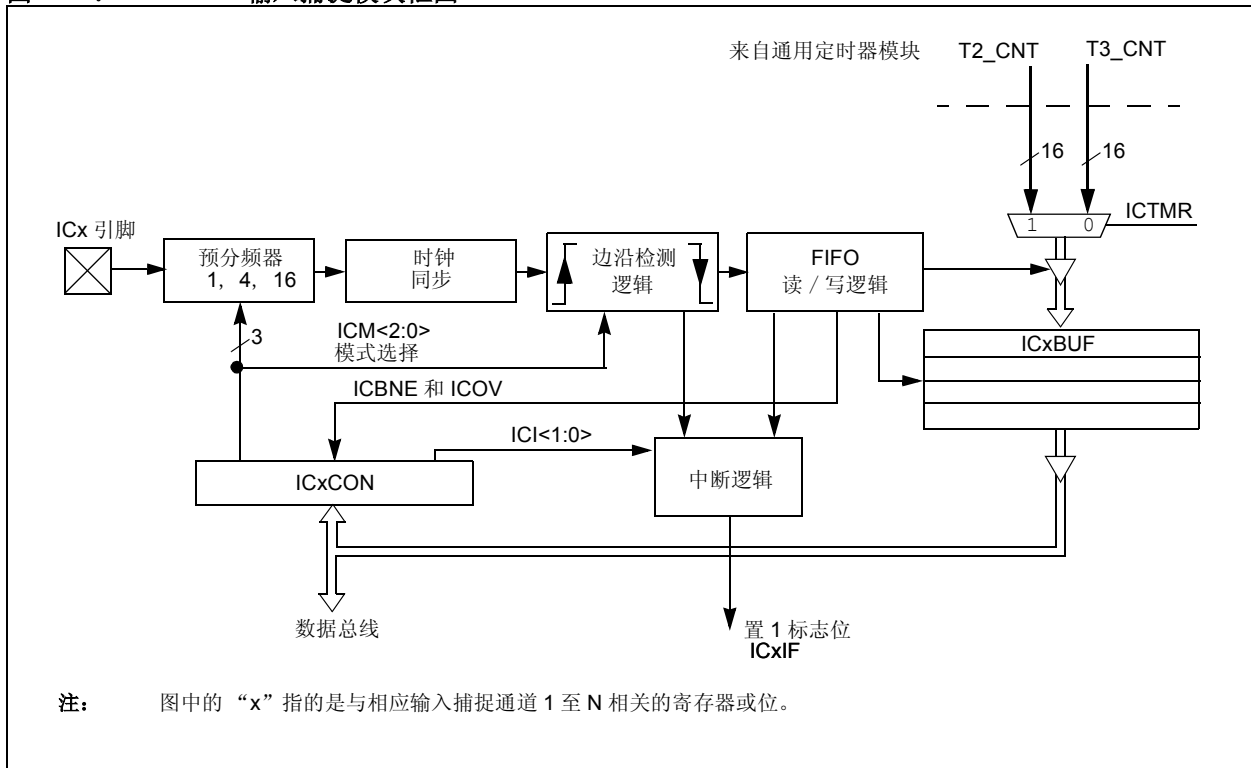 来自通用定时器模块 T2_CNT T3_CNT
16 16
1 0 ICTMR
ICx 引脚
预分频器
1，4，16
时钟
同步
边沿检测
逻辑
FIFO
读 / 写逻辑
3
ICM<2:0>
模式选择
ICxBUF
ICBNE 和 ICOV
ICI<1:0>
ICxCON
中断逻辑
数据总线
置 1 标志位
ICxIF
注： 图中的 “x”指的是与相应输入捕捉通道 1 至 N 相关的寄存器或位。